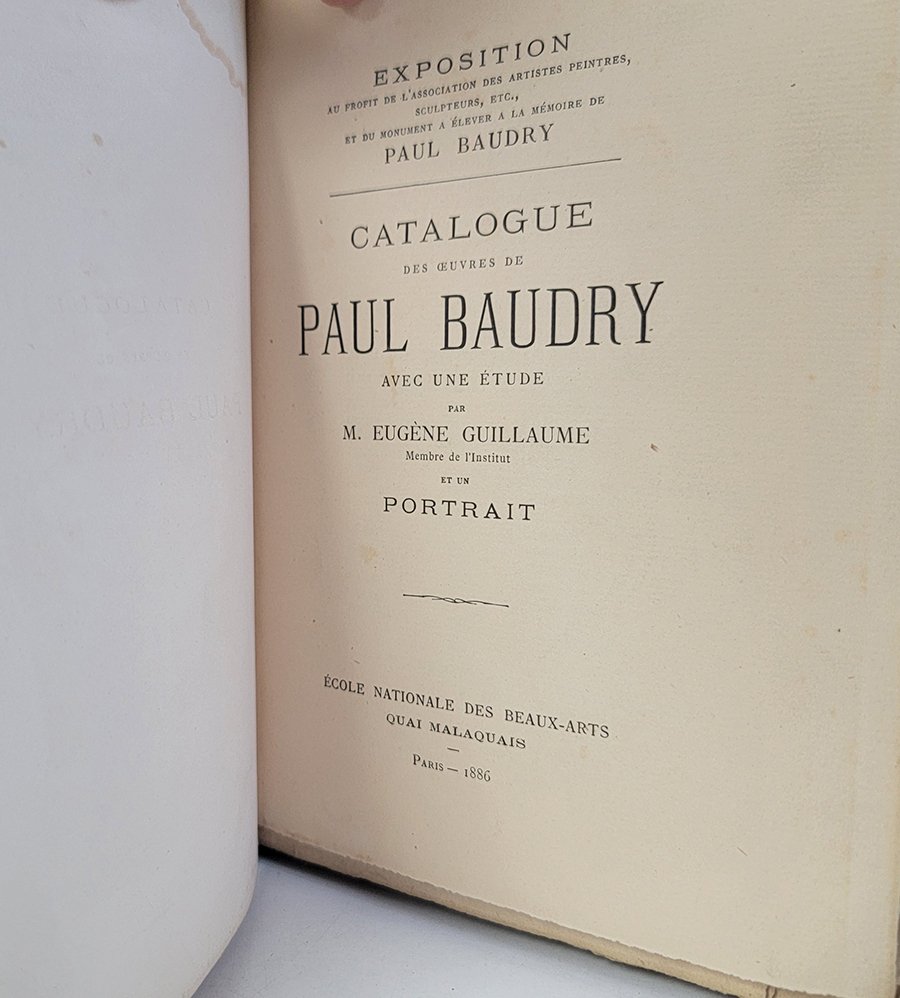 EXPOSITION
AU PROFIT DE L'ASSOCIATION DES ARTISTES PEINTRES,
SCULPTEURS, ETC.,
ET DU MONUMENT A ÉLEVER A LA MÉMOIRE DE
PAUL BAUDRY
CATALOGUE
DES ŒUVRES DE
PAUL BAUDRY
AVEC UNE ÉTUDE
PAR
M. EUGÈNE GUILLAUME
Membre de l'Institut
ET UN
PORTRAIT
ÉCOLE NATIONALE DES BEAUX-ARTS
QUAI MALAQUAIS
—
PARIS — 1886